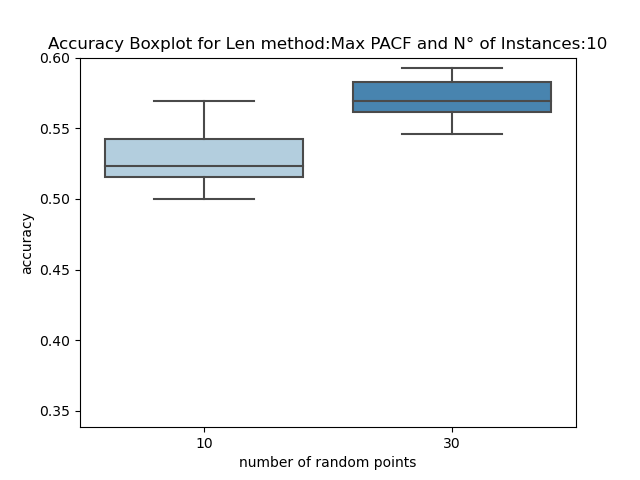 Accuracy Boxplot for Len method:Max PACF and N° of Instances:10
0.60
0.55
0.50
0.45
0.40
0.35
accuracy
10
30
number of random points